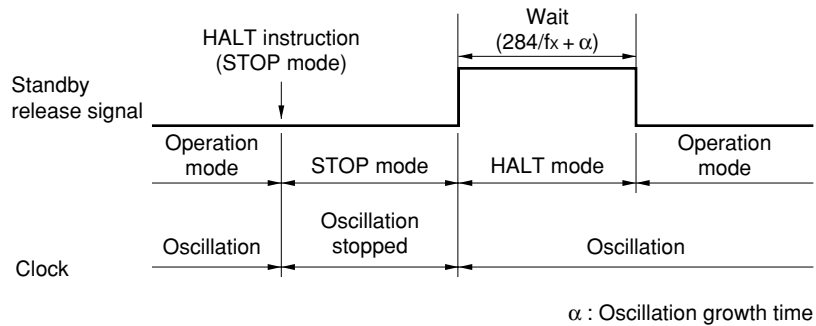 Wait
(284/fx + α)
HALT instruction
(STOP mode)
Standby
release signal
Operation
mode
STOP mode
HALT mode
Operation
mode
Clock
Oscillation
Oscillation
stopped
Oscillation
α : Oscillation growth time